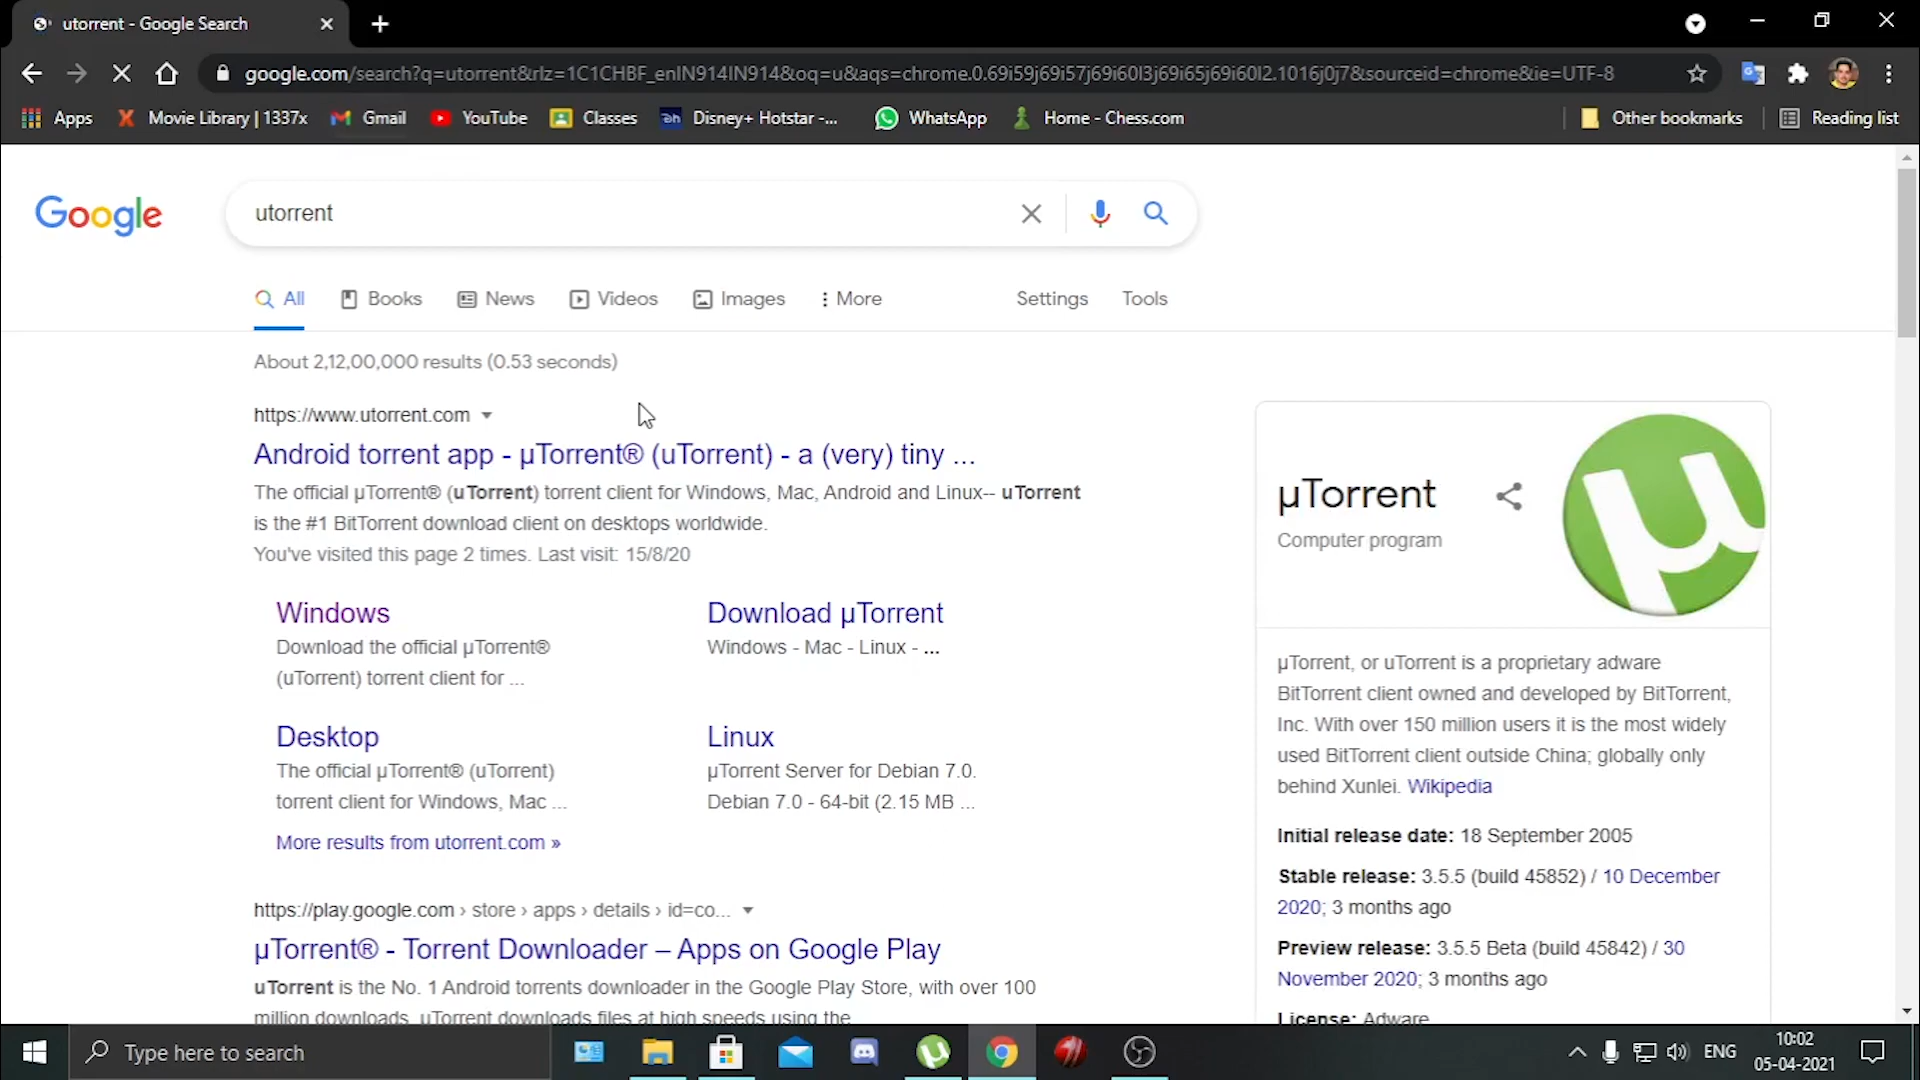 utorrent - Google Search
google.com/search?q=utorrent&rlz=1C1CHBF_enIN914IN914&oq=u&aqs=chrome.0.69i59j69i57j69i60l3j69i65j69i60l2.1016j0j7&sourceid=chrome&ie=UTF-8
Apps Movie Library | 1337x Gmail YouTube Classes Disney+ Hotstar -... WhatsApp Home - Chess.com Other bookmarks Reading list
Google utorrent
All Books News Videos Images More Settings Tools
About 2,12,00,000 results (0.53 seconds)
https://www.utorrent.com
Android torrent app - µTorrent® (uTorrent) - a (very) tiny ...
The official µTorrent® (uTorrent) torrent client for Windows, Mac, Android and Linux-- uTorrent
is the #1 BitTorrent download client on desktops worldwide.
You've visited this page 2 times. Last visit: 15/8/20
Windows
Download the official µTorrent®
(uTorrent) torrent client for ...
Download µTorrent
Windows - Mac - Linux - ...
Desktop
The official µTorrent® (uTorrent)
torrent client for Windows, Mac ...
Linux
µTorrent Server for Debian 7.0.
Debian 7.0 - 64-bit (2.15 MB ...
More results from utorrent.com »
https://play.google.com › store › apps › details › id=co...
µTorrent® - Torrent Downloader – Apps on Google Play
uTorrent is the No. 1 Android torrents downloader in the Google Play Store, with over 100
million downloads. µTorrent downloads files at high speeds using the
µTorrent
Computer program
µTorrent, or uTorrent is a proprietary adware
BitTorrent client owned and developed by BitTorrent,
Inc. With over 150 million users it is the most widely
used BitTorrent client outside China; globally only
behind Xunlei. Wikipedia
Initial release date: 18 September 2005
Stable release: 3.5.5 (build 45852) / 10 December
2020; 3 months ago
Preview release: 3.5.5 Beta (build 45842) / 30
November 2020; 3 months ago
License: Adware
Type here to search
ENG
10:02
05-04-2021